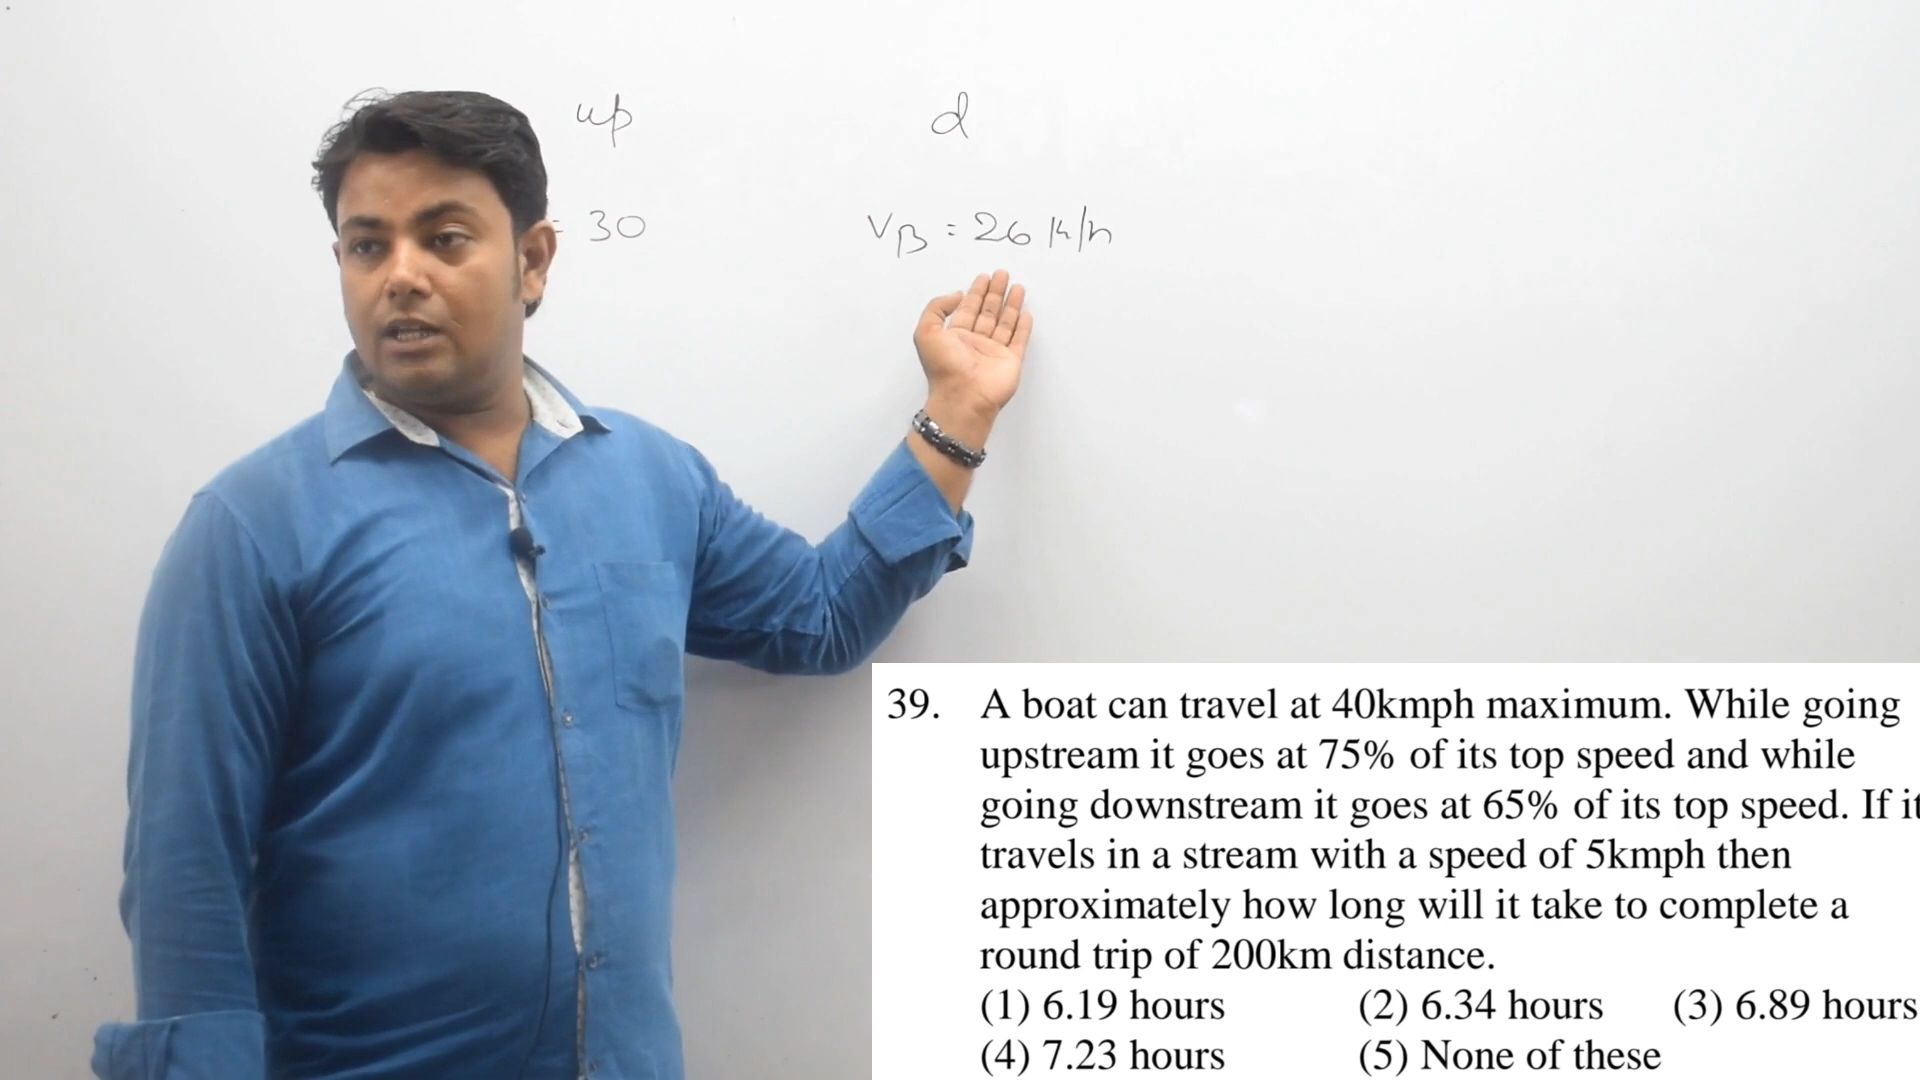 up d
= 30 VB = 26 k/h
39. A boat can travel at 40kmph maximum. While going
upstream it goes at 75% of its top speed and while
going downstream it goes at 65% of its top speed. If it
travels in a stream with a speed of 5kmph then
approximately how long will it take to complete a
round trip of 200km distance.
(1) 6.19 hours (2) 6.34 hours (3) 6.89 hours
(4) 7.23 hours (5) None of these